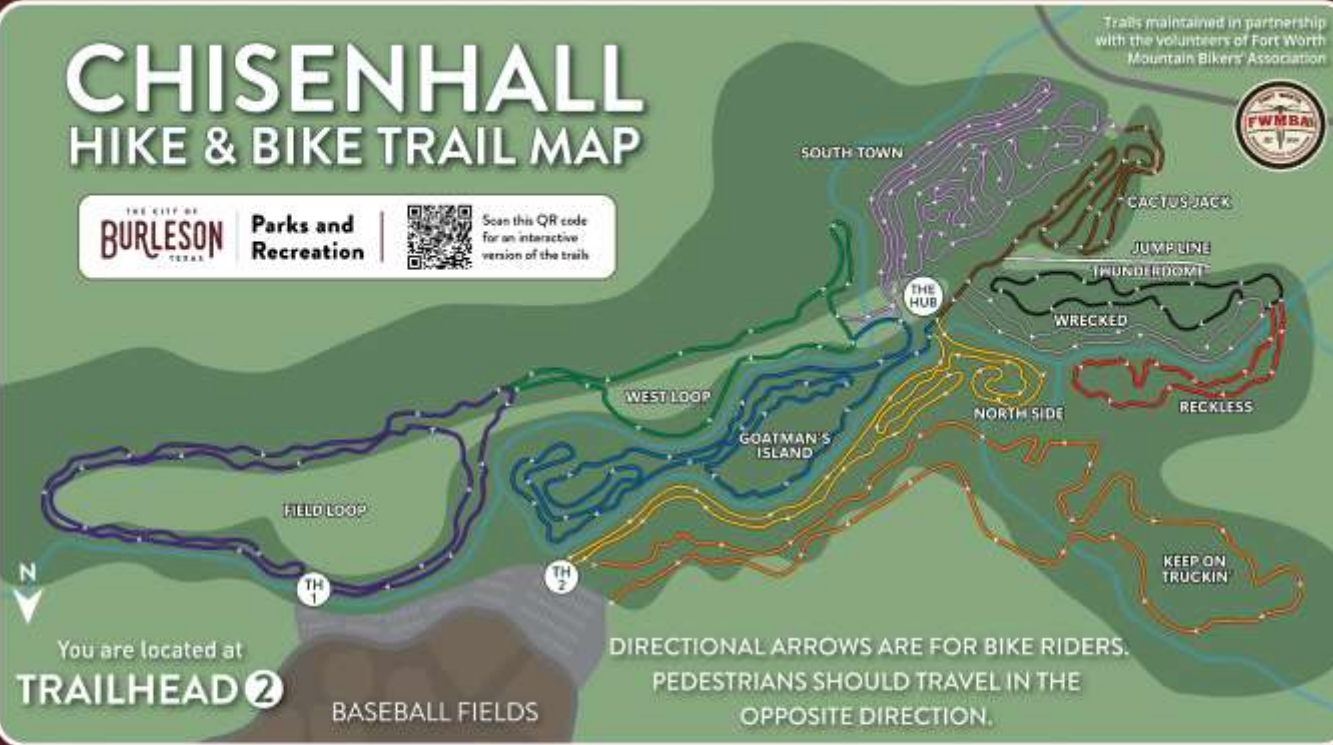 CHISENHALL
HIKE & BIKE TRAIL MAP
THE CITY OF
BURLESON
TEXAS
Parks and
Recreation
Scan this QR code
for an interactive
version of the trails
Trails maintained in partnership
with the volunteers of Fort Worth
Mountain Bikers' Association
FORT WORTH
FWMBA
SOUTH TOWN
CACTUS JACK
JUMP LINE
THUNDERDOME
THE
HUB
WRECKED
WEST LOOP
NORTH SIDE
RECKLESS
GOATMAN'S
ISLAND
FIELD LOOP
KEEP ON
TRUCKIN'
N
TH
1
TH
2
You are located at
TRAILHEAD 2
BASEBALL FIELDS
DIRECTIONAL ARROWS ARE FOR BIKE RIDERS.
PEDESTRIANS SHOULD TRAVEL IN THE
OPPOSITE DIRECTION.